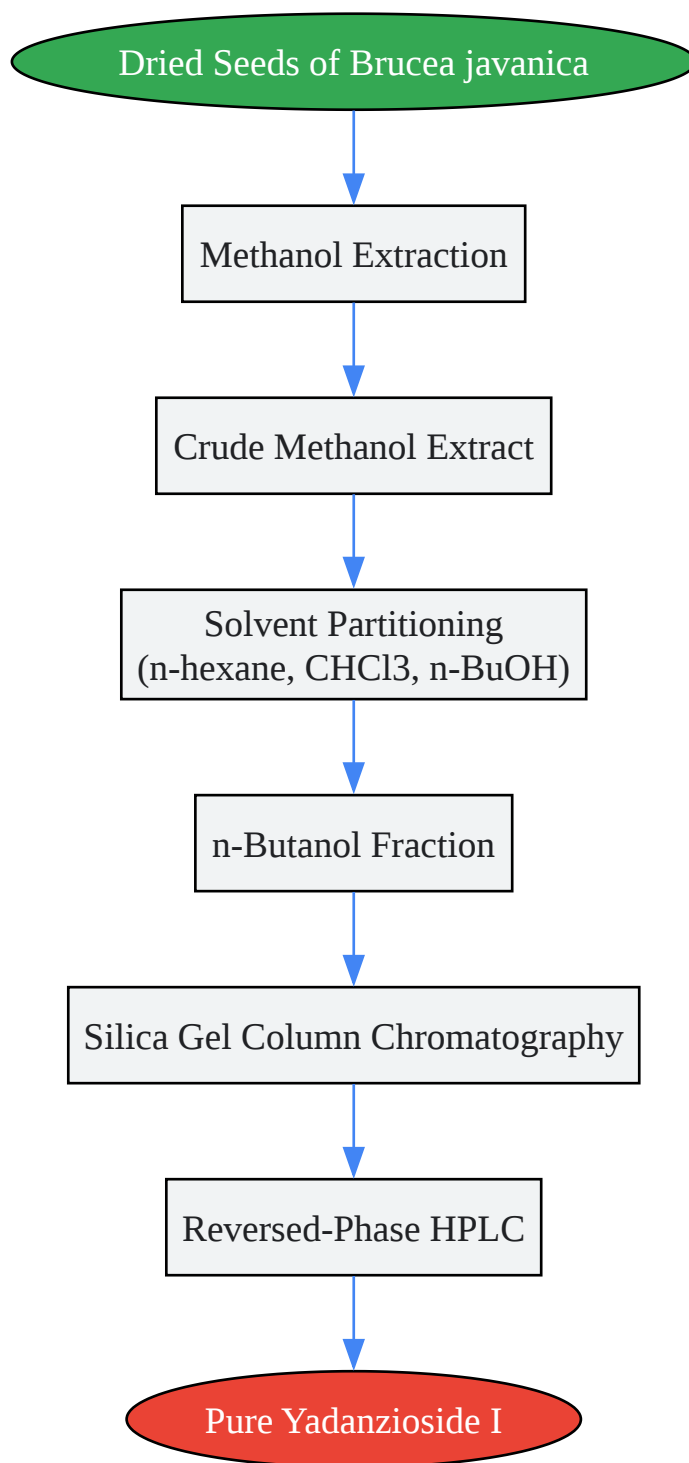 Dried Seeds of Brucea javanica
Methanol Extraction
Crude Methanol Extract
Solvent Partitioning
(n-hexane, CHCl3, n-BuOH)
n-Butanol Fraction
Silica Gel Column Chromatography
Reversed-Phase HPLC
Pure Yadanzioside I